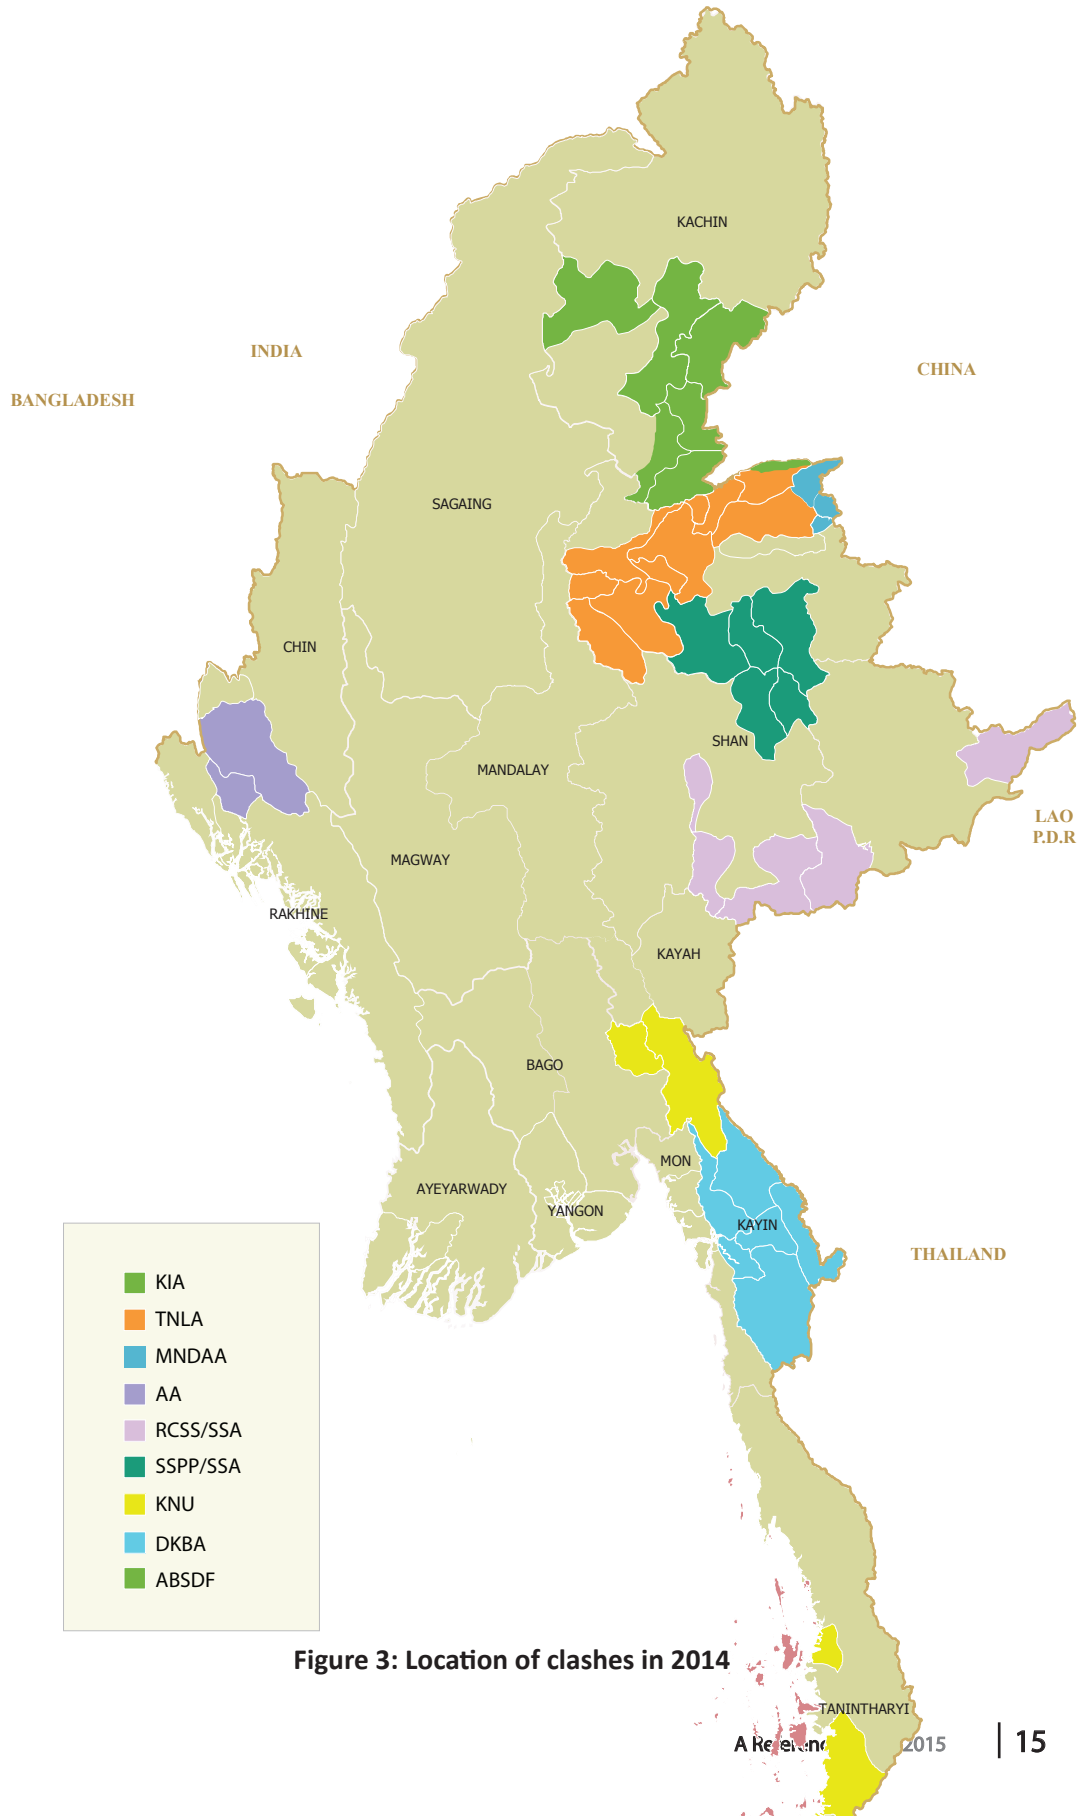 KACHIN
INDIA
CHINA
BANGLADESH
SAGAING
CHIN
SHAN
MANDALAY
LAO
P.D.R
MAGWAY
RAKHINE
KAYAH
BAGO
MON
AYEYARWADY
YANGON
KAYIN
THAILAND
KIA
TNLA
MNDAA
AA
RCSS/SSA
SSPP/SSA
KNU
DKBA
ABSDF
Figure 3: Location of clashes in 2014
TANINTHARYI
A 2015 | 15